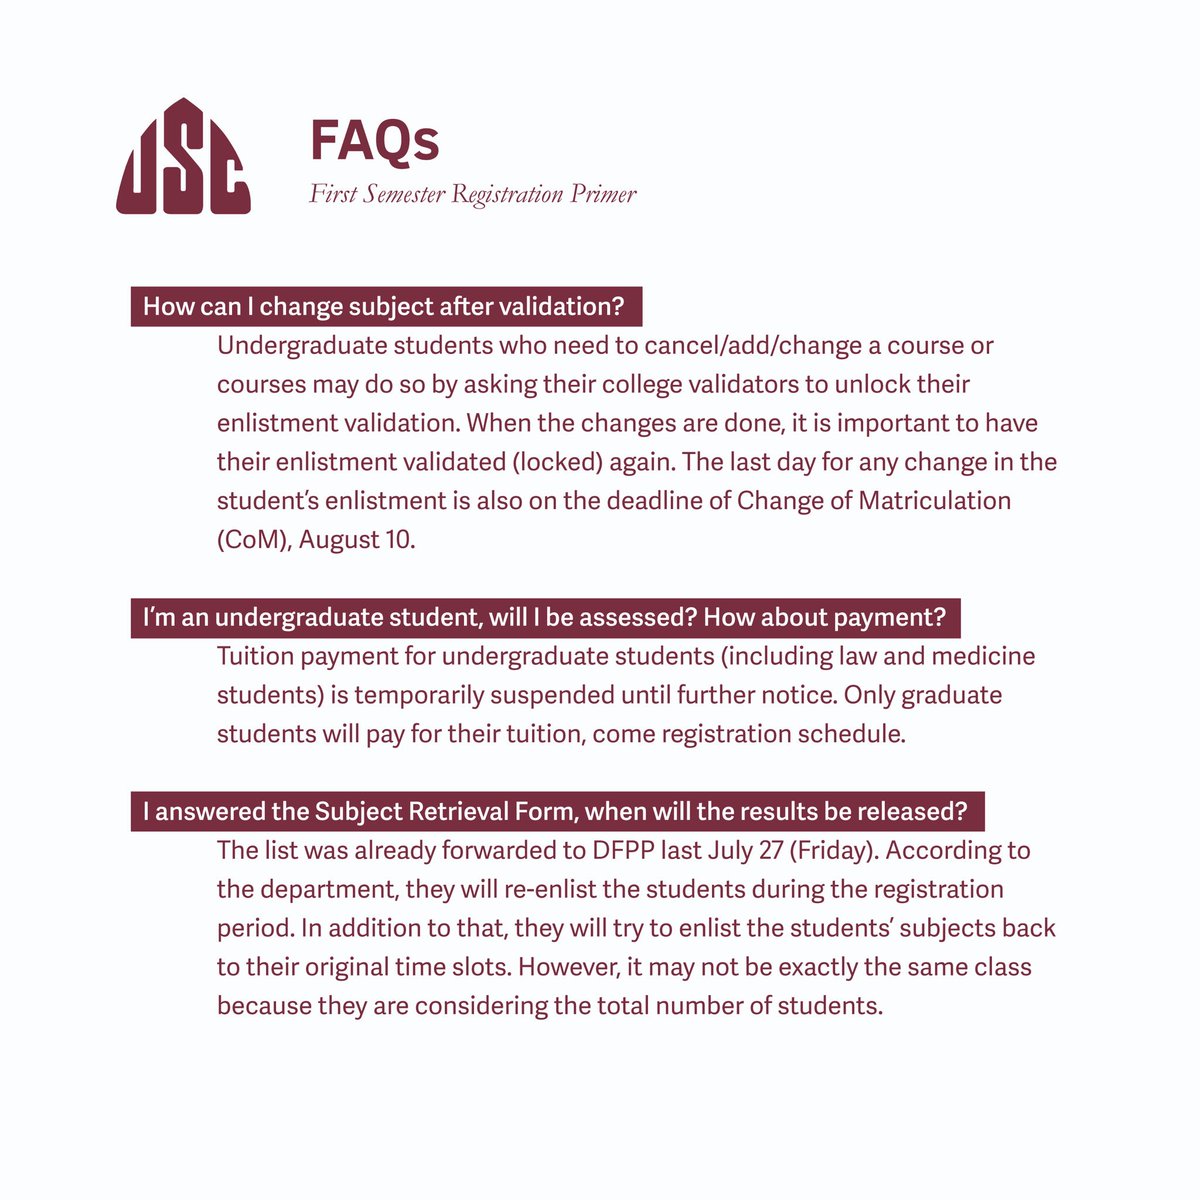 USC
FAQs
First Semester Registration Primer
How can I change subject after validation?
Undergraduate students who need to cancel/add/change a course or
courses may do so by asking their college validators to unlock their
enlistment validation. When the changes are done, it is important to have
their enlistment validated (locked) again. The last day for any change in the
student’s enlistment is also on the deadline of Change of Matriculation
(CoM), August 10.
I’m an undergraduate student, will I be assessed? How about payment?
Tuition payment for undergraduate students (including law and medicine
students) is temporarily suspended until further notice. Only graduate
students will pay for their tuition, come registration schedule.
I answered the Subject Retrieval Form, when will the results be released?
The list was already forwarded to DFPP last July 27 (Friday). According to
the department, they will re-enlist the students during the registration
period. In addition to that, they will try to enlist the students’ subjects back
to their original time slots. However, it may not be exactly the same class
because they are considering the total number of students.